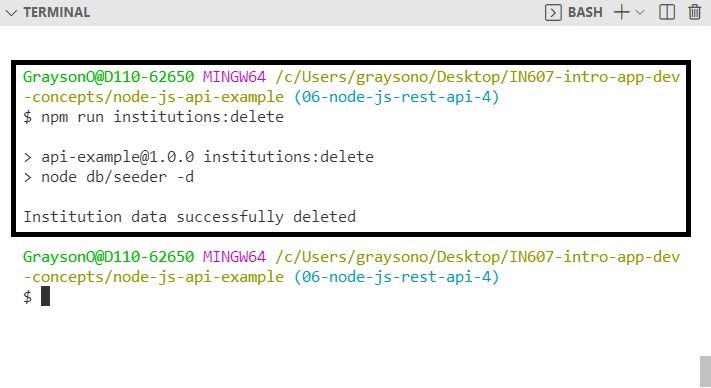 TERMINAL
BASH
GraysonO@D110-62650 MINGW64 /c/Users/graysono/Desktop/IN607-intro-app-dev
-concepts/node-js-api-example (06-node-js-rest-api-4)
$ npm run institutions:delete
> api-example@1.0.0 institutions:delete
> node db/seeder -d
Institution data successfully deleted
GraysonO@D110-62650 MINGW64 /c/Users/graysono/Desktop/IN607-intro-app-dev
-concepts/node-js-api-example (06-node-js-rest-api-4)
$